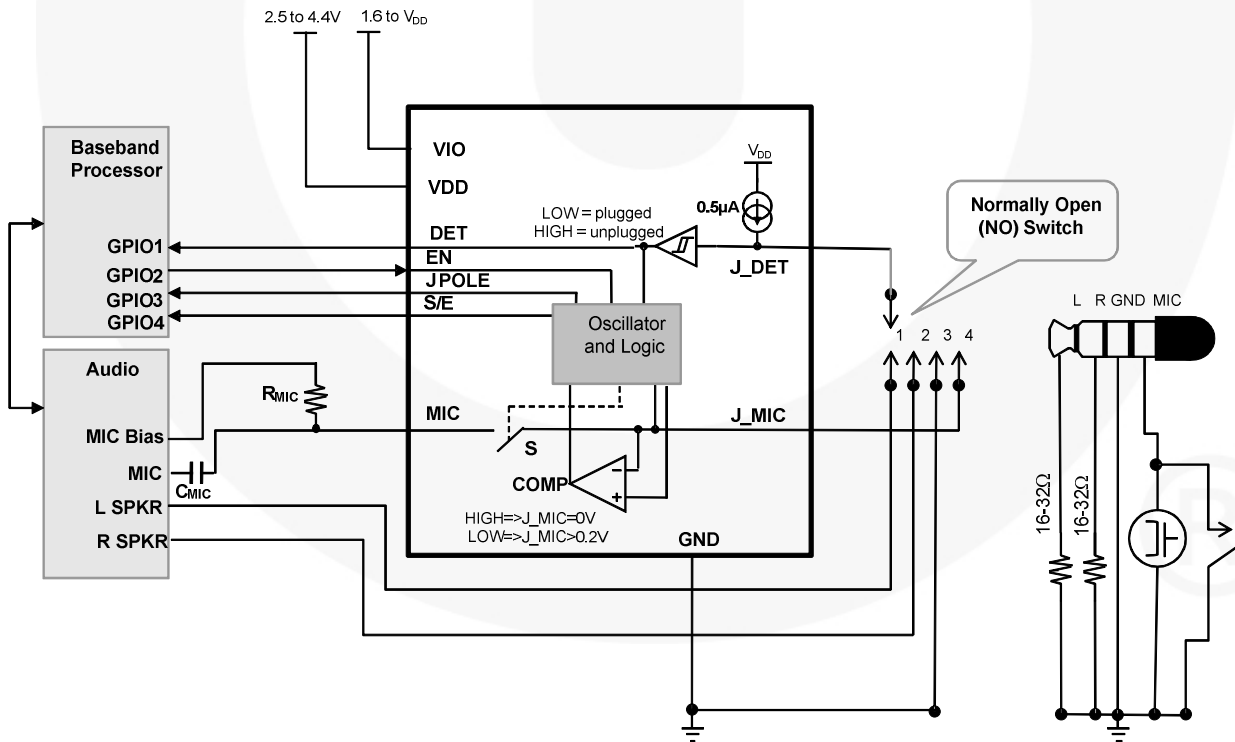 2.5 to 4.4V
1.6 to VDD
Baseband
Processor
GPIO1
GPIO2
GPIO3
GPIO4
Audio
MIC Bias
MIC
L SPKR
R SPKR
RMIC
CMIC
VIO
VDD
DET
EN
JPOLE
S/E
MIC
LOW = plugged
HIGH = unplugged
VDD
0.5µA
J_DET
Oscillator
and Logic
J_MIC
S
COMP
HIGH=>J_MIC=0V
LOW=>J_MIC>0.2V
GND
Normally Open
(NO) Switch
1 2 3 4
L R GND MIC
16-32Ω
16-32Ω
R